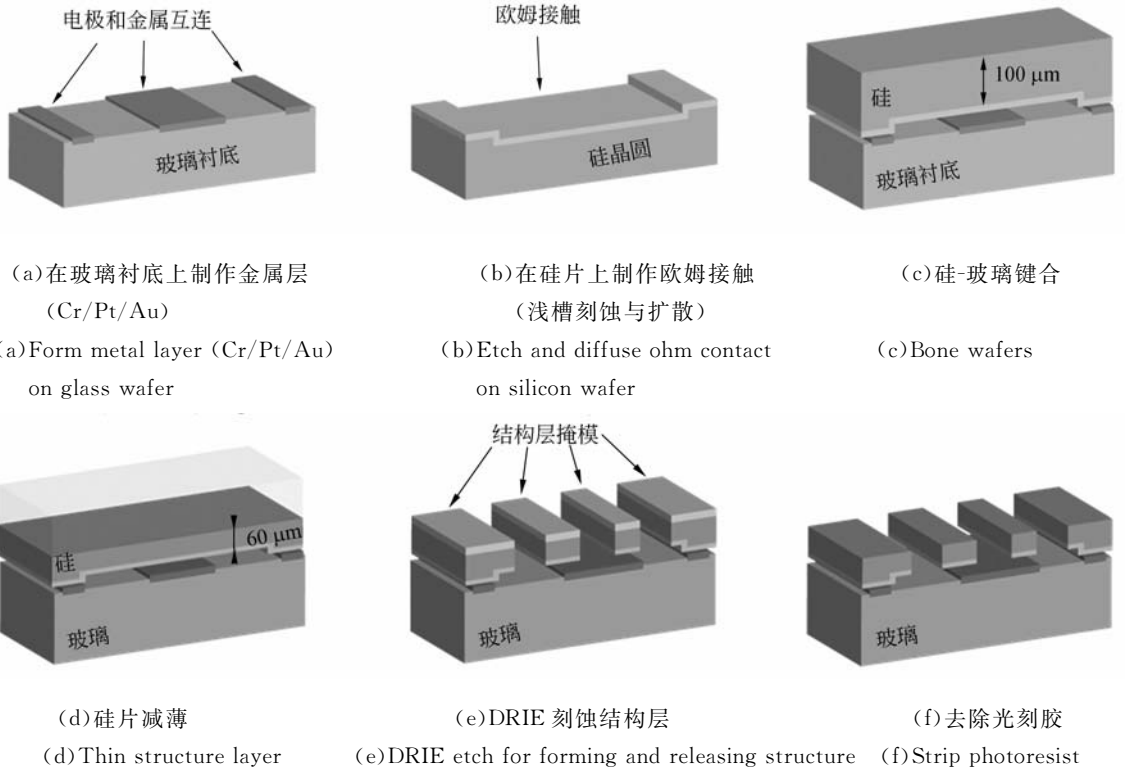 电极和金属互连
欧姆接触
100 μm
硅
玻璃衬底
硅晶圆
玻璃衬底
(a)在玻璃衬底上制作金属层
(Cr/Pt/Au)
(b)在硅片上制作欧姆接触
(浅槽刻蚀与扩散)
(c)硅-玻璃键合
a)Form metal layer (Cr/Pt/Au)
on glass wafer
(b)Etch and diffuse ohm contact
on silicon wafer
(c)Bone wafers
结构层掩模
60 μm
硅
玻璃
玻璃
玻璃
(d)硅片减薄
(e)DRIE 刻蚀结构层
(f)去除光刻胶
(d)Thin structure layer
(e)DRIE etch for forming and releasing structure
(f)Strip photoresist